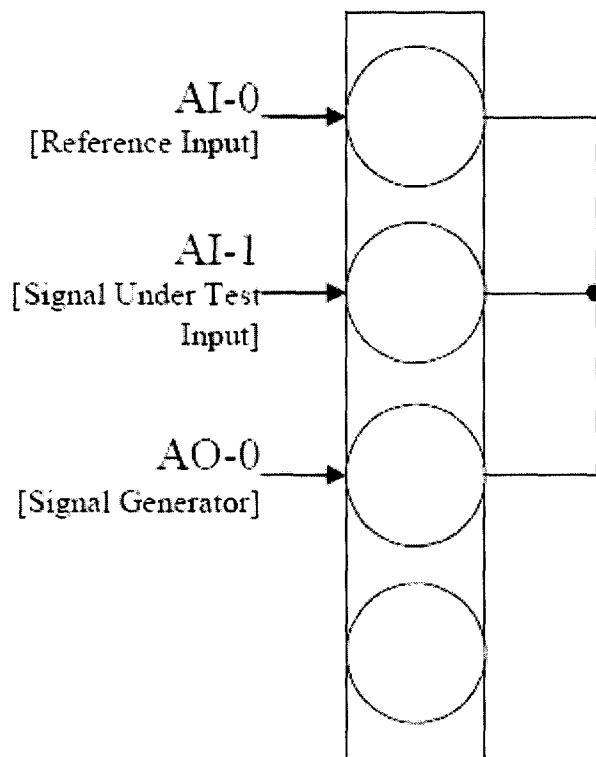 AI-0
[Reference Input]
AI-1
[Signal Under Test
Input]
AO-0
[Signal Generator]